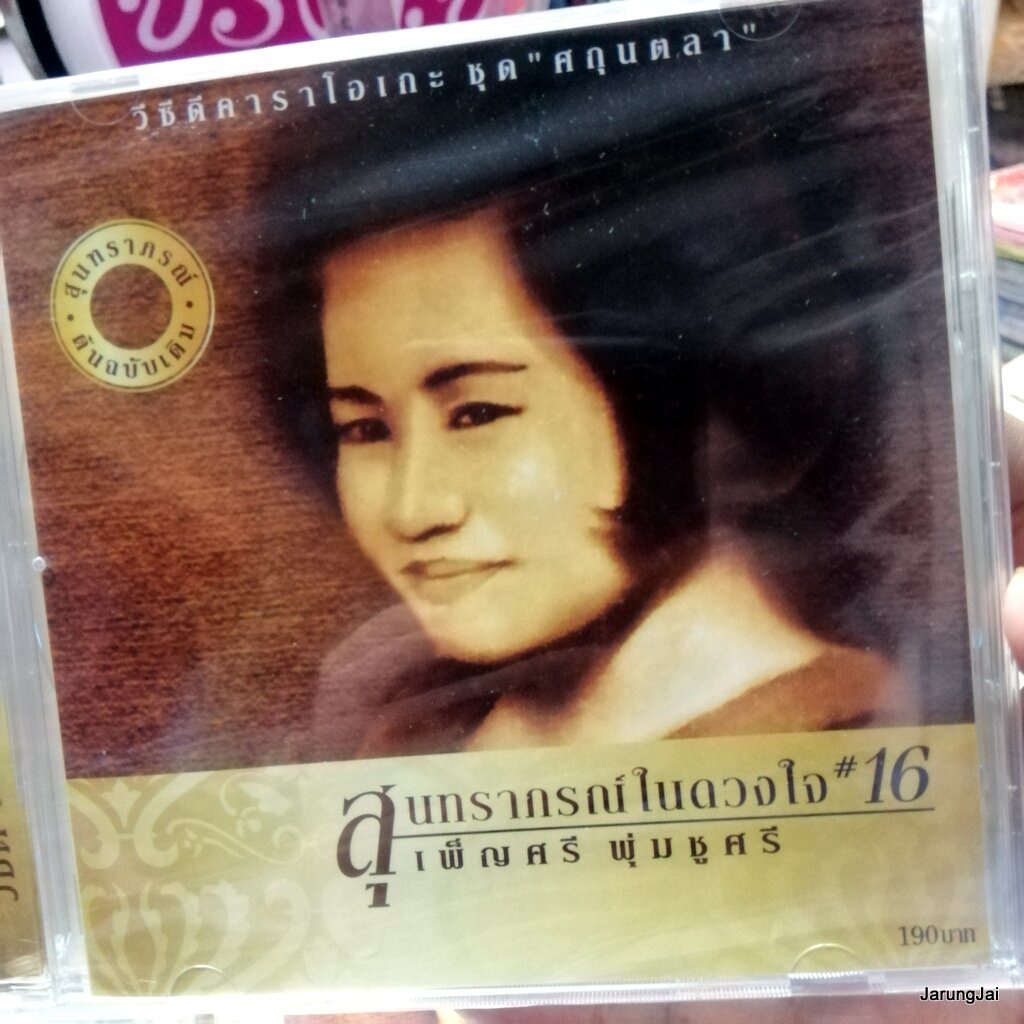 วีซีดีคาราโอเกะ ชุด"ศกุนตลา"
สุนทราภรณ์
ต้นฉบับเดิม
สุนทราภรณ์ในดวงใจ #16
เพ็ญศรี พุ่มชูศรี
190บาท
JarungJai